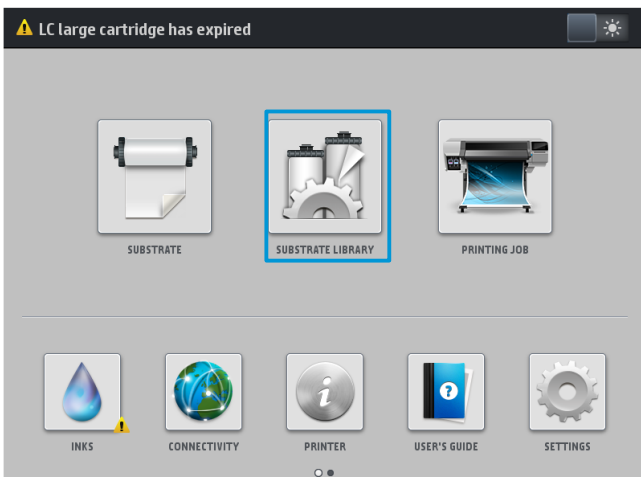 LC large cartridge has expired
SUBSTRATE
SUBSTRATE LIBRARY
PRINTING JOB
INKS
CONNECTIVITY
PRINTER
USER'S GUIDE
SETTINGS